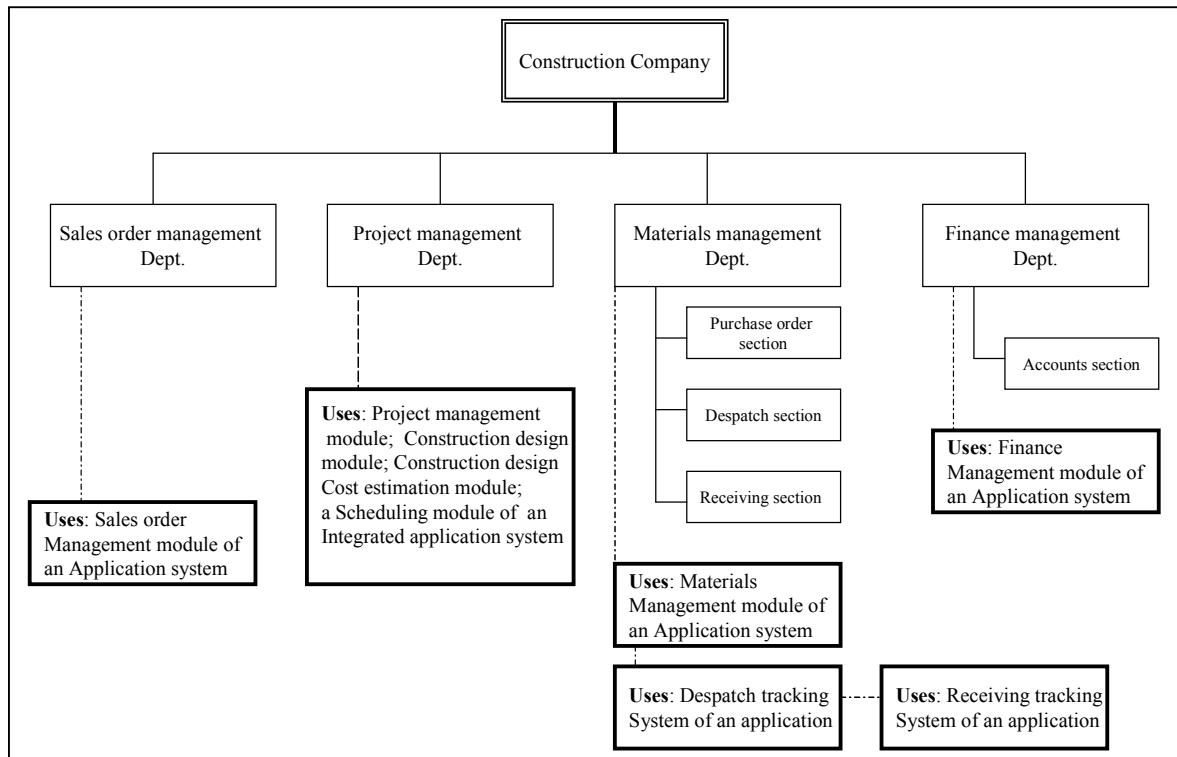 Construction Company
Sales order management
Dept.
Project management
Dept.
Materials management
Dept.
Finance management
Dept.
Purchase order
section
Accounts section
Despatch section
Receiving section
Uses: Project management
module; Construction design
module; Construction design
Cost estimation module;
a Scheduling module of an
Integrated application system
Uses: Finance
Management module of
an Application system
Uses: Sales order
Management module of
an Application system
Uses: Materials
Management module of
an Application system
Uses: Despatch tracking
System of an application
Uses: Receiving tracking
System of an application